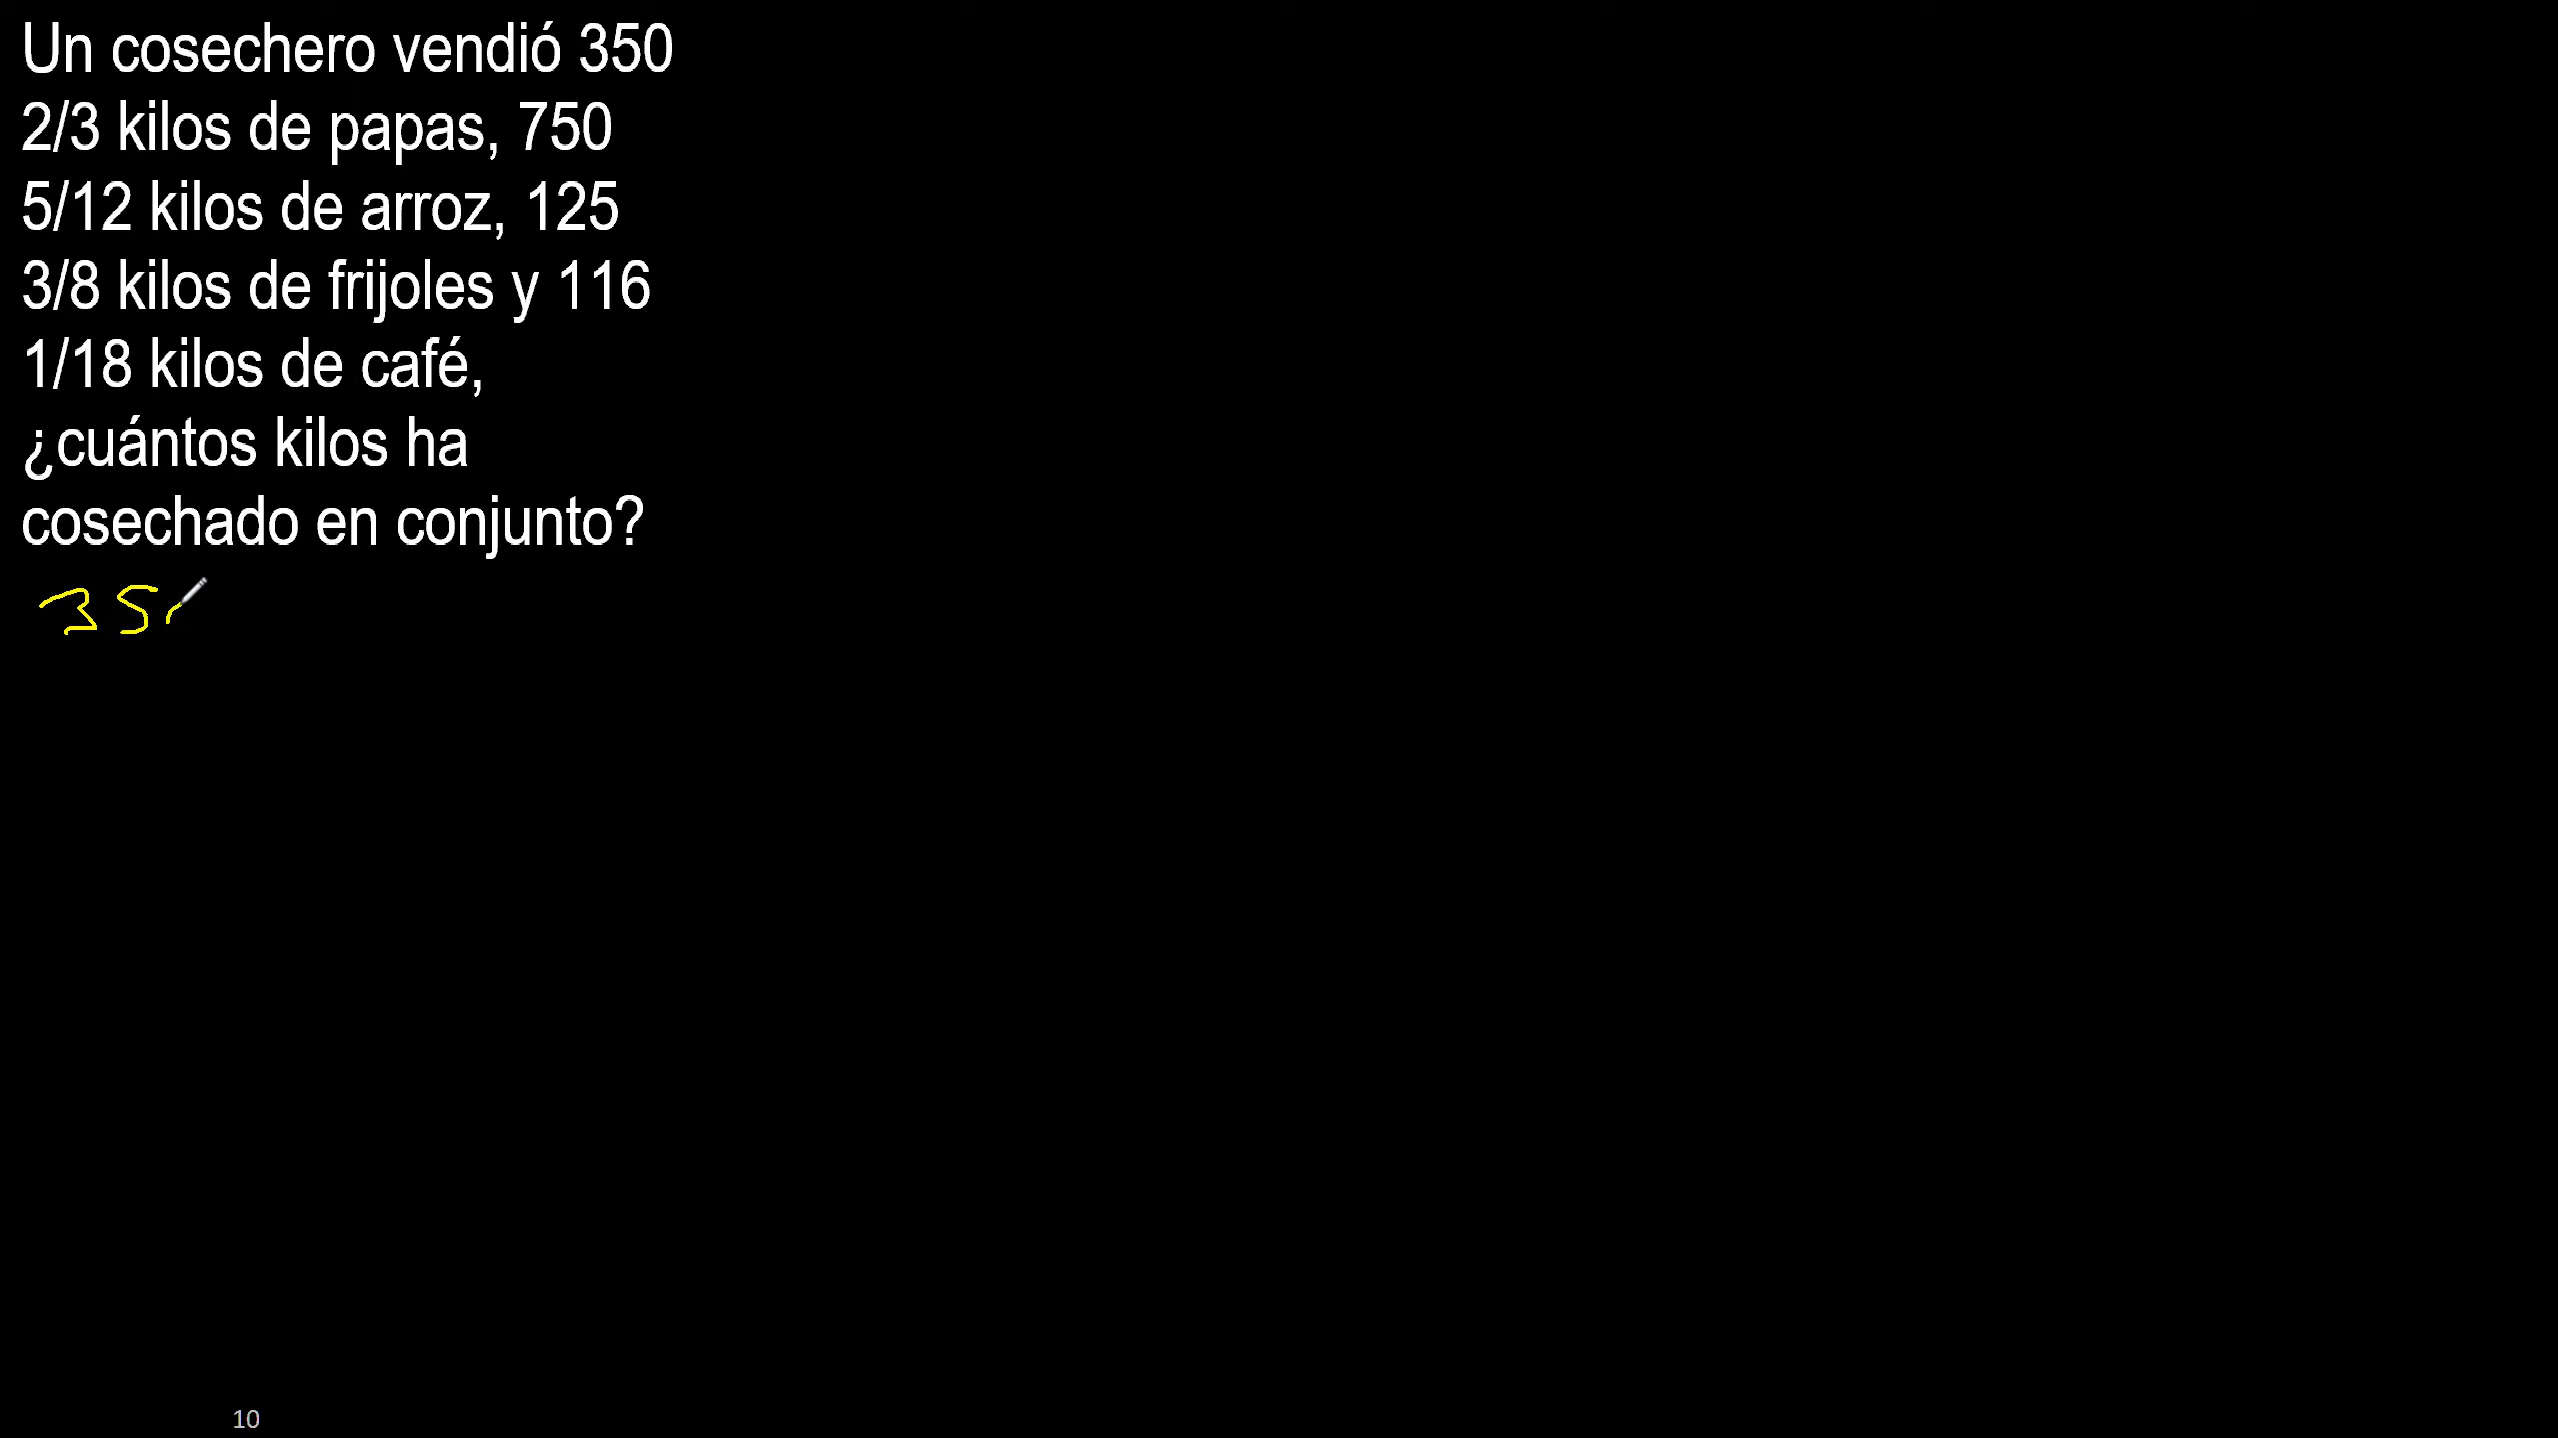 Un cosechero vendió 350
2/3 kilos de papas, 750
5/12 kilos de arroz, 125
3/8 kilos de frijoles y 116
1/18 kilos de café,
¿cuántos kilos ha
cosechado en conjunto?
35
10